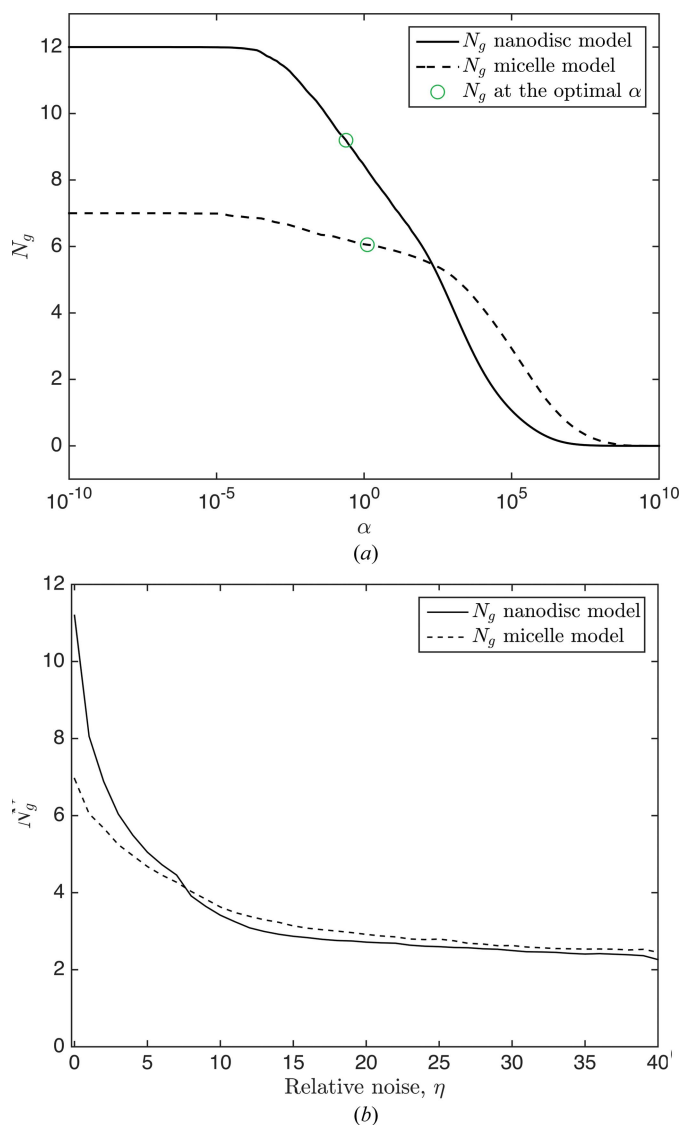 12
10
8
6
4
2
0
N_g
N_g nanodisc model
N_g micelle model
N_g at the optimal α
10^-10 10^-5 10^0 10^5 10^10
α
(a)
12
10
8
6
4
2
0
N_g
N_g nanodisc model
N_g micelle model
0 5 10 15 20 25 30 35 40
Relative noise, η
(b)